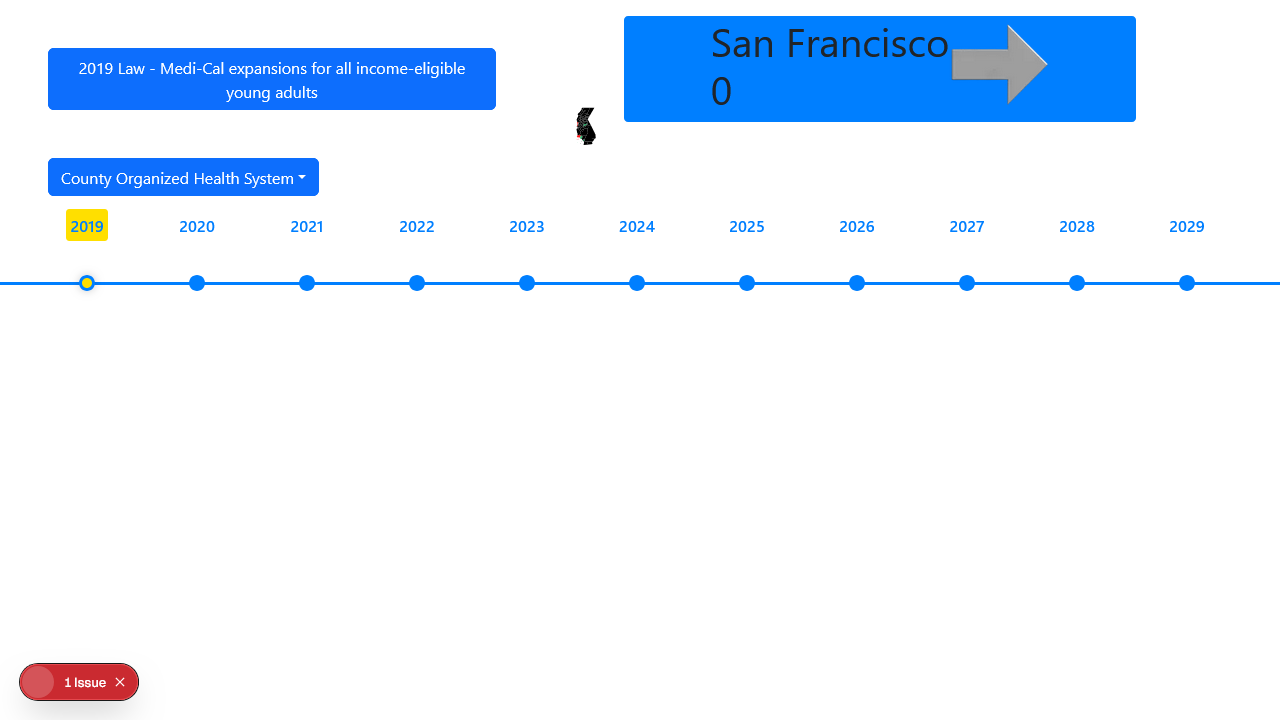 2019 Law - Medi-Cal expansions for all income-eligible
young adults
San Francisco
0
County Organized Health System
2019 2020 2021 2022 2023 2024 2025 2026 2027 2028 2029
1 Issue